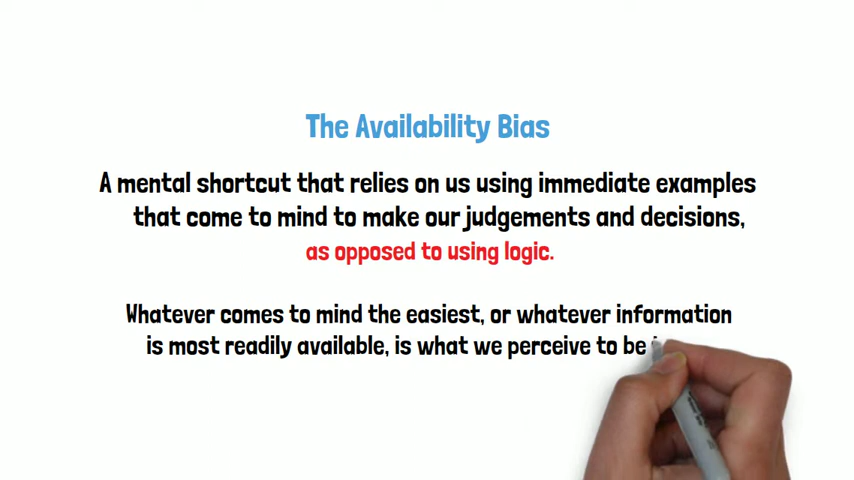 The Availability Bias
A mental shortcut that relies on us using immediate examples
that come to mind to make our judgements and decisions,
as opposed to using logic.
Whatever comes to mind the easiest, or whatever information
is most readily available, is what we perceive to be